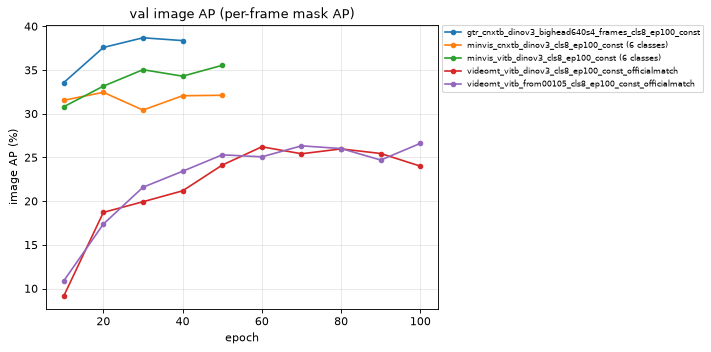 val image AP (per-frame mask AP)
gtr_cnxtb_dinov3_bighead640s4_frames_cls8_ep100_const
minvis_cnxtb_dinov3_cls8_ep100_const (6 classes)
minvis_vitb_dinov3_cls8_ep100_const (6 classes)
videomt_vitb_dinov3_cls8_ep100_const_officialmatch
videomt_vitb_from00105_cls8_ep100_const_officialmatch
image AP (%)
40
35
30
25
20
15
10
20
40
60
80
100
epoch